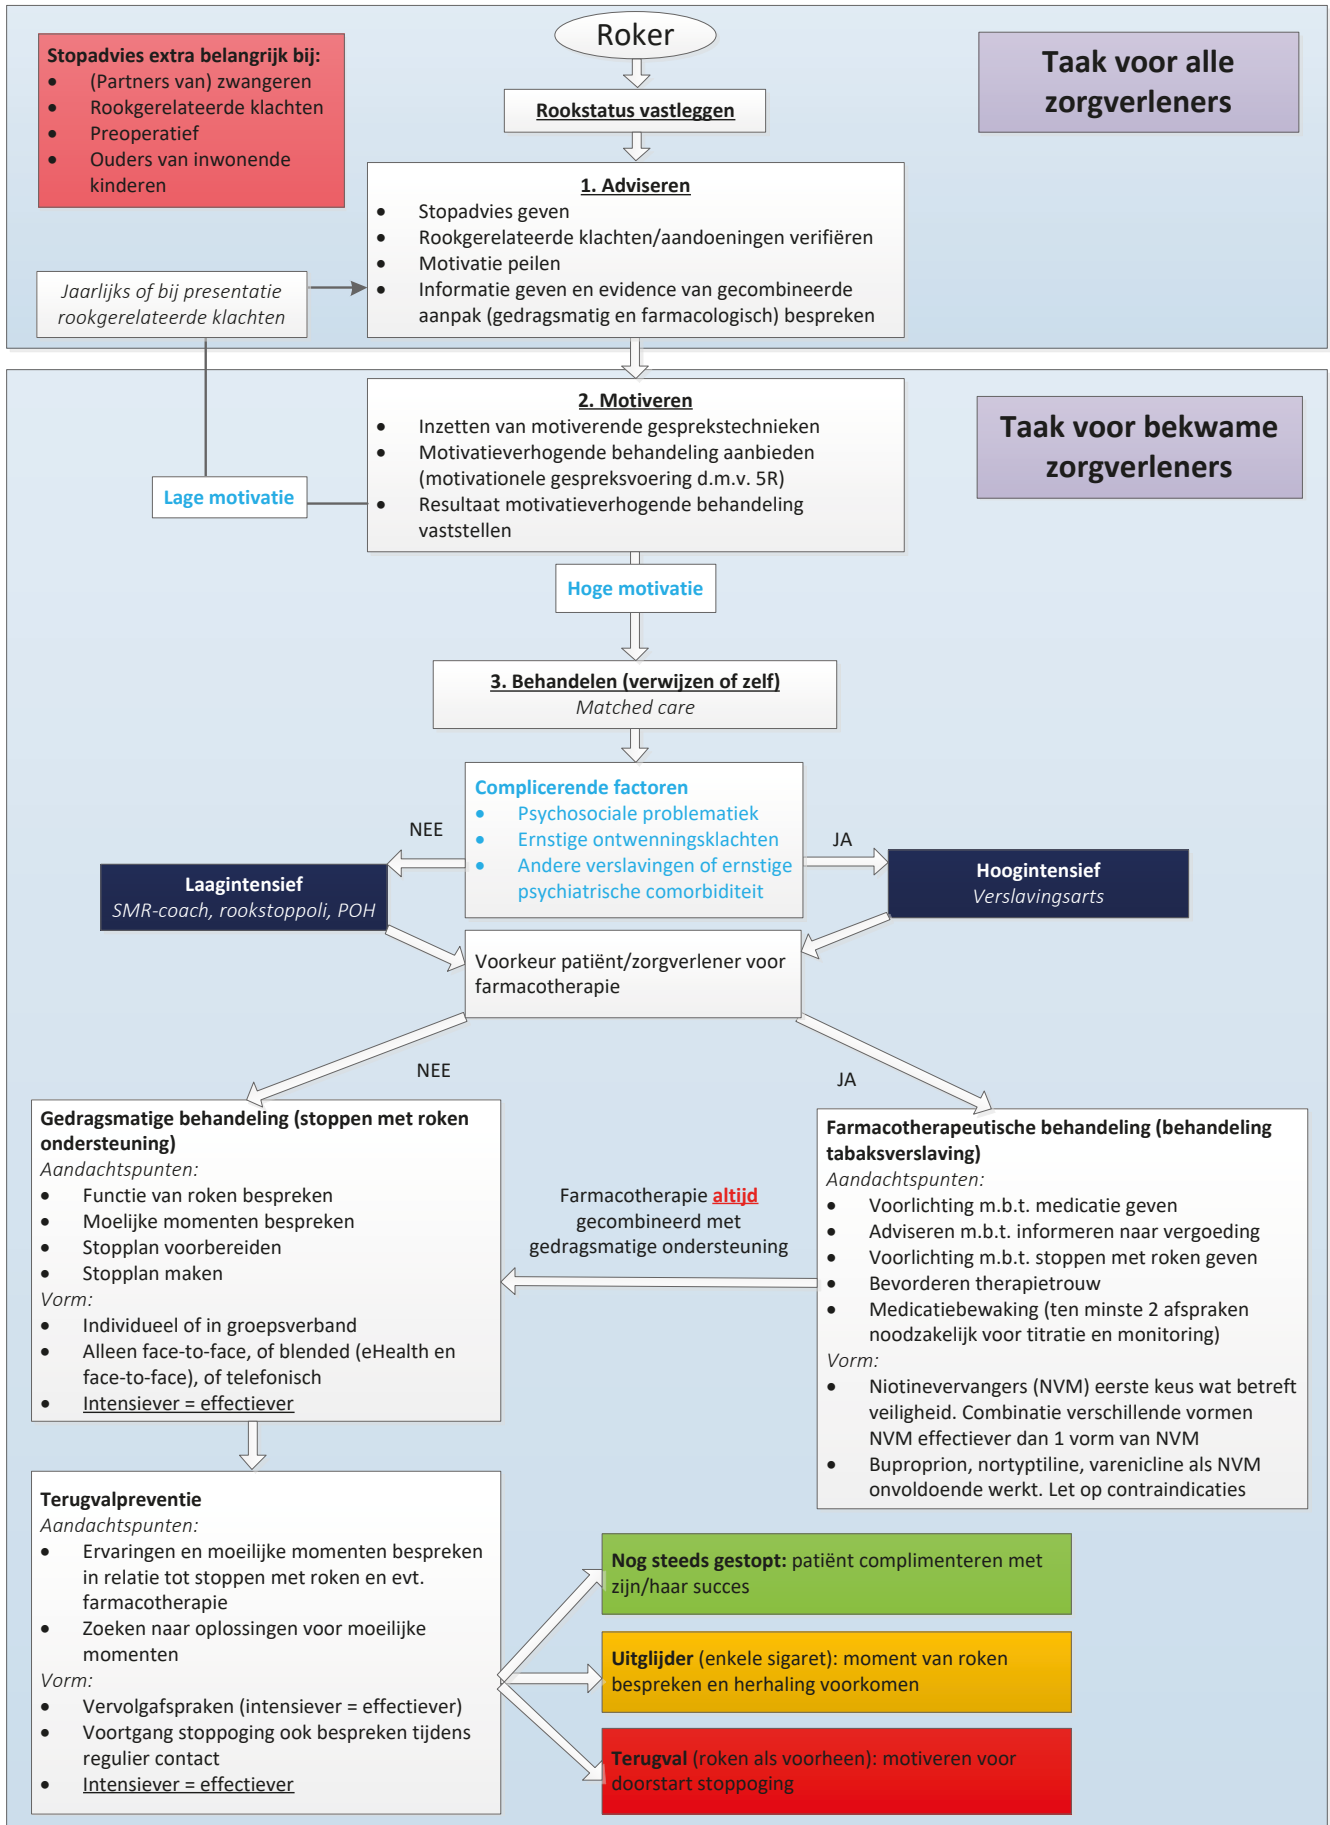 Roker
Stopadvies extra belangrijk bij:
• (Partners van) zwangeren
• Rookgerelateerde klachten
• Preoperatief
• Ouders van inwonende
kinderen
Taak voor alle
zorgverleners
Rookstatus vastleggen
1. Adviseren
• Stopadvies geven
• Rookgerelateerde klachten/aandoeningen verifiëren
• Motivatie peilen
• Informatie geven en evidence van gecombineerde
aanpak (gedragsmatig en farmacologisch) bespreken
Jaarlijks of bij presentatie
rookgerelateerde klachten
2. Motiveren
• Inzetten van motiverende gesprekstechnieken
• Motivatieverhogende behandeling aanbieden
(motivationele gespreksvoering d.m.v. 5R)
• Resultaat motivatieverhogende behandeling
vaststellen
Taak voor bekwame
zorgverleners
Lage motivatie
Hoge motivatie
3. Behandelen (verwijzen of zelf)
Matched care
Complicerende factoren
• Psychosociale problematiek
• Ernstige ontwenningsklachten
• Andere verslavingen of ernstige
psychiatrische comorbiditeit
NEE
JA
Laagintensief
SMR-coach, rookstoppoli, POH
Hoogintensief
Verslavingsarts
Voorkeur patiënt/zorgverlener voor
farmacotherapie
NEE
JA
Gedragsmatige behandeling (stoppen met roken
ondersteuning)
Aandachtspunten:
• Functie van roken bespreken
• Moelijke momenten bespreken
• Stopplan voorbereiden
• Stopplan maken
Vorm:
• Individueel of in groepsverband
• Alleen face-to-face, of blended (eHealth en
face-to-face), of telefonisch
• Intensiever = effectiever
Farmacotherapie altijd
gecombineerd met
gedragsmatige ondersteuning
Farmacotherapeutische behandeling (behandeling
tabaksverslaving)
Aandachtspunten:
• Voorlichting m.b.t. medicatie geven
• Adviseren m.b.t. informeren naar vergoeding
• Voorlichting m.b.t. stoppen met roken geven
• Bevorderen therapietrouw
• Medicatiebewaking (ten minste 2 afspraken
noodzakelijk voor titratie en monitoring)
Vorm:
• Niotinevervangers (NVM) eerste keus wat betreft
veiligheid. Combinatie verschillende vormen
NVM effectiever dan 1 vorm van NVM
• Buproprion, nortyptiline, varenicline als NVM
onvoldoende werkt. Let op contraindicaties
Terugvalpreventie
Aandachtspunten:
• Ervaringen en moeilijke momenten bespreken
in relatie tot stoppen met roken en evt.
farmacotherapie
• Zoeken naar oplossingen voor moeilijke
momenten
Vorm:
• Vervolgafspraken (intensiever = effectiever)
• Voortgang stoppoging ook bespreken tijdens
regulier contact
• Intensiever = effectiever
Nog steeds gestopt: patiënt complimenteren met
zijn/haar succes
Uitglijder (enkele sigaret): moment van roken
bespreken en herhaling voorkomen
Terugval (roken als voorheen): motiveren voor
doorstart stoppoging